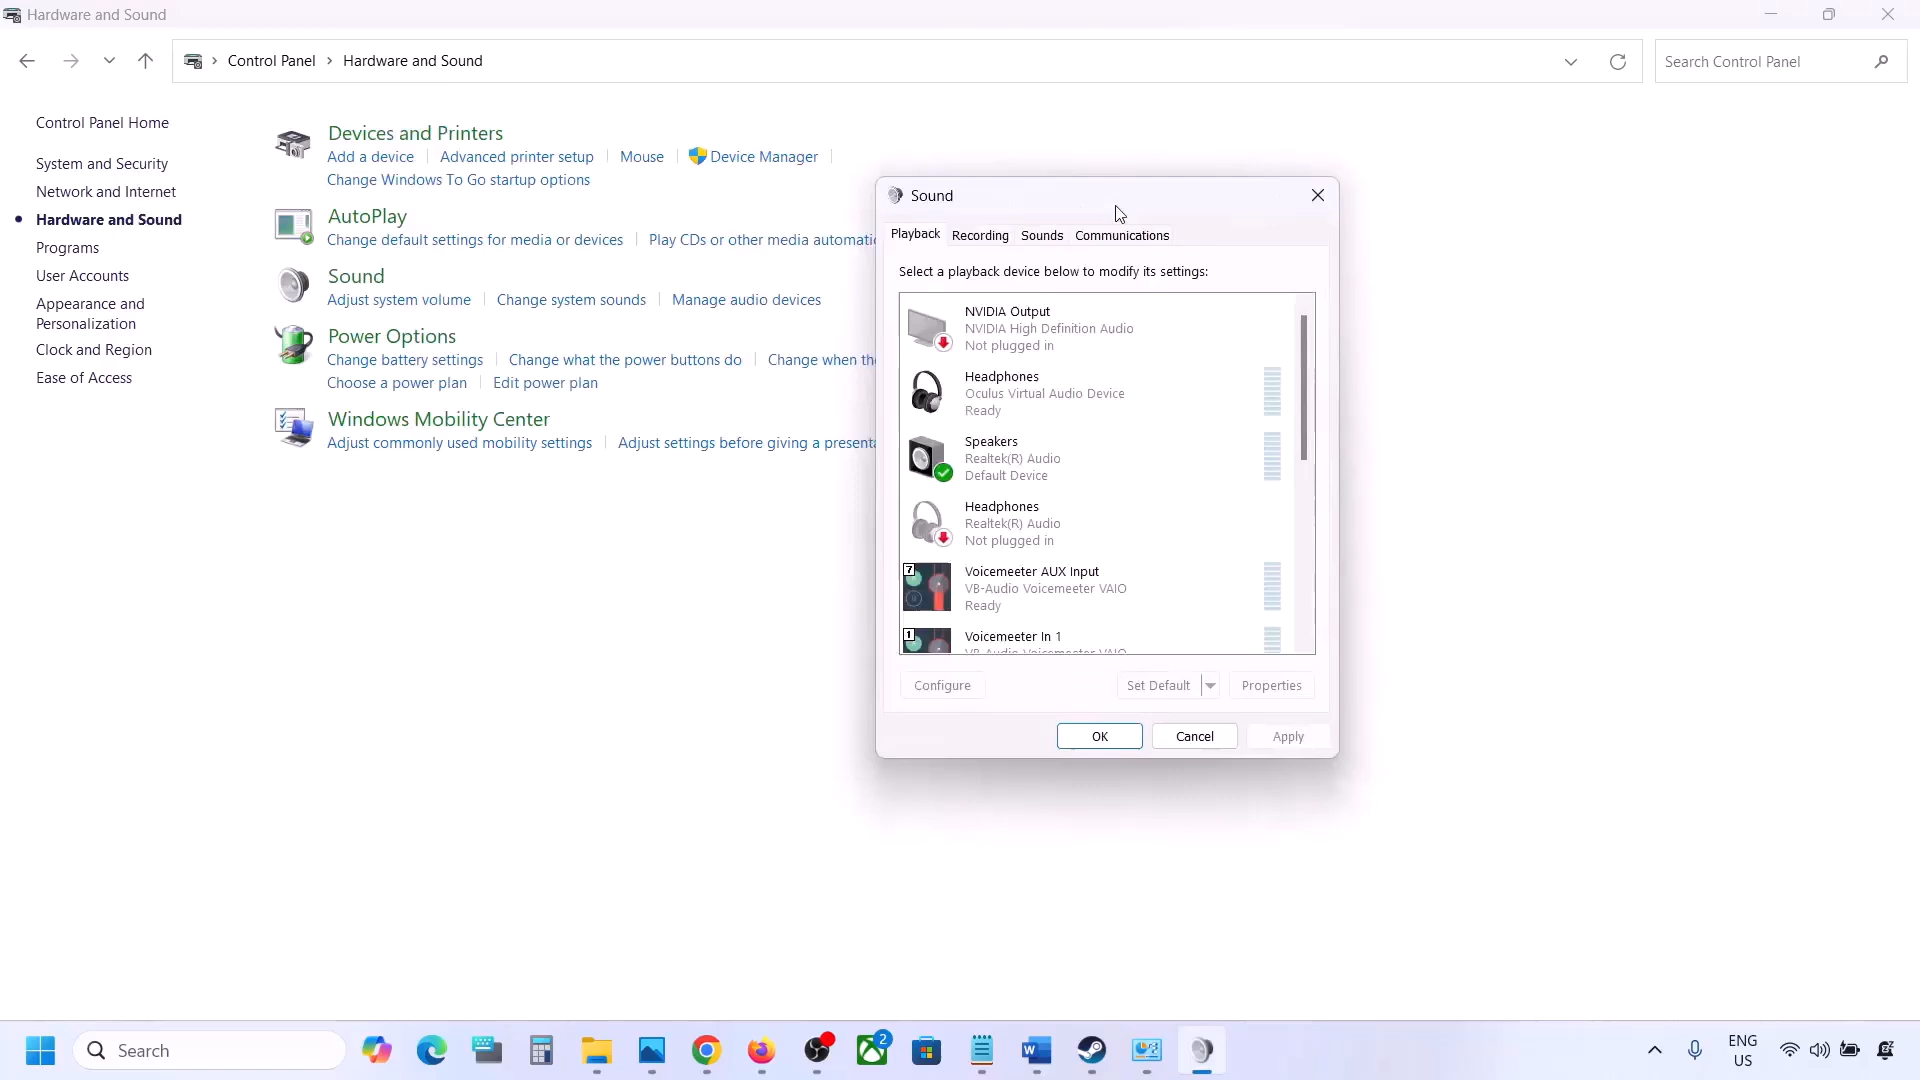 Hardware and Sound
Control Panel > Hardware and Sound
Search Control Panel
Control Panel Home
System and Security
Network and Internet
Hardware and Sound
Programs
User Accounts
Appearance and
Personalization
Clock and Region
Ease of Access
Devices and Printers
Add a device Advanced printer setup Mouse Device Manager
Change Windows To Go startup options
AutoPlay
Change default settings for media or devices Play CDs or other media
Sound
Adjust system volume Change system sounds Manage audio devices
Power Options
Change battery settings Change what the power buttons do Change when
Choose a power plan Edit power plan
Windows Mobility Center
Adjust commonly used mobility settings Adjust settings before giving a
Sound
Playback Recording Sounds Communications
Select a playback device below to modify its settings:
NVIDIA Output
NVIDIA High Definition Audio
Not plugged in
Headphones
Oculus Virtual Audio Device
Ready
Speakers
Realtek(R) Audio
Default Device
Headphones
Realtek(R) Audio
Not plugged in
7
Voicemeeter AUX Input
VB-Audio Voicemeeter VAIO
Ready
1
Voicemeeter In 1
VB-Audio Voicemeeter VAIO
Configure Set Default Properties
OK Cancel Apply
Search
2
ENG
US